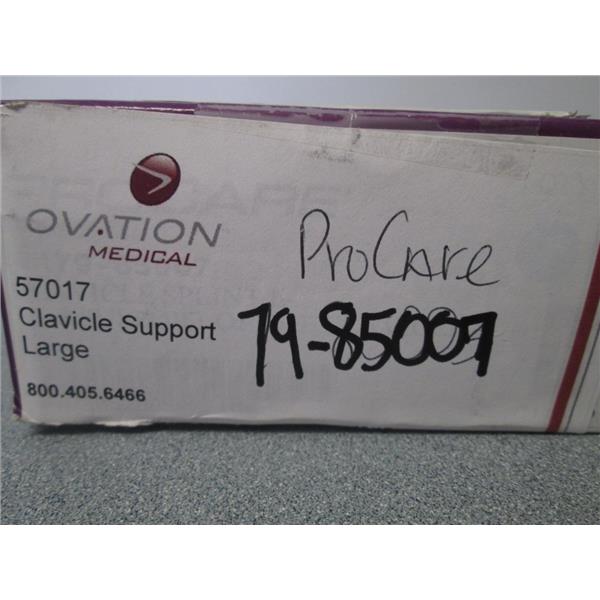 OVATION
MEDICAL
57017
Clavicle Support
Large
800.405.6466
ProCare
79-85007